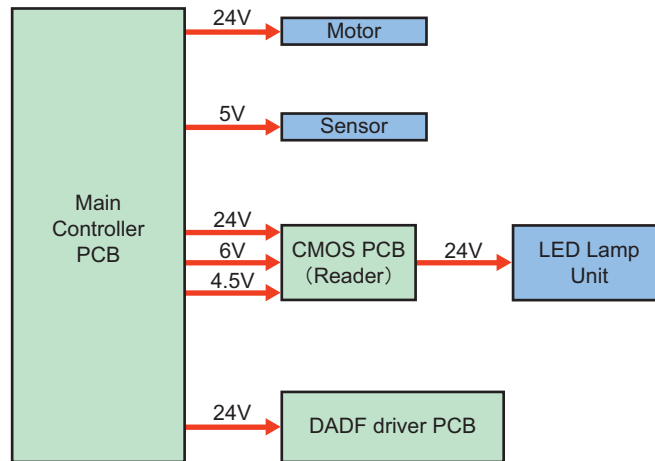 24V
Motor
5V
Sensor
Main
Controller
PCB
24V
6V
4.5V
CMOS PCB
（Reader）
24V
LED Lamp
Unit
24V
DADF driver PCB